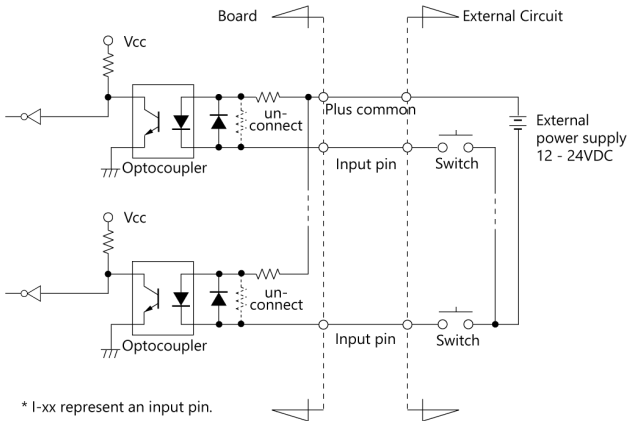 Board
External Circuit
Vcc
un-
connect
Plus common
External
power supply
12 - 24VDC
Optocoupler
Input pin
Switch
Vcc
un-
connect
Optocoupler
Input pin
Switch
* I-xx represent an input pin.